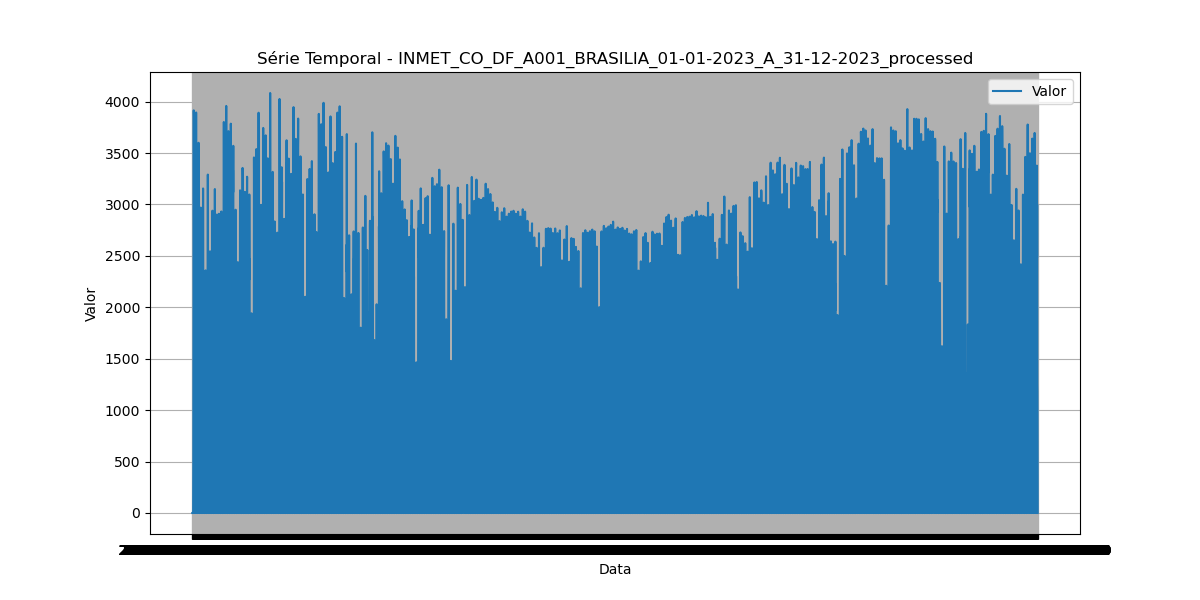 Série Temporal - INMET_CO_DF_A001_BRASILIA_01-01-2023_A_31-12-2023_processed
Valor
4000
3500
3000
2500
2000
1500
1000
500
0
Valor
Data